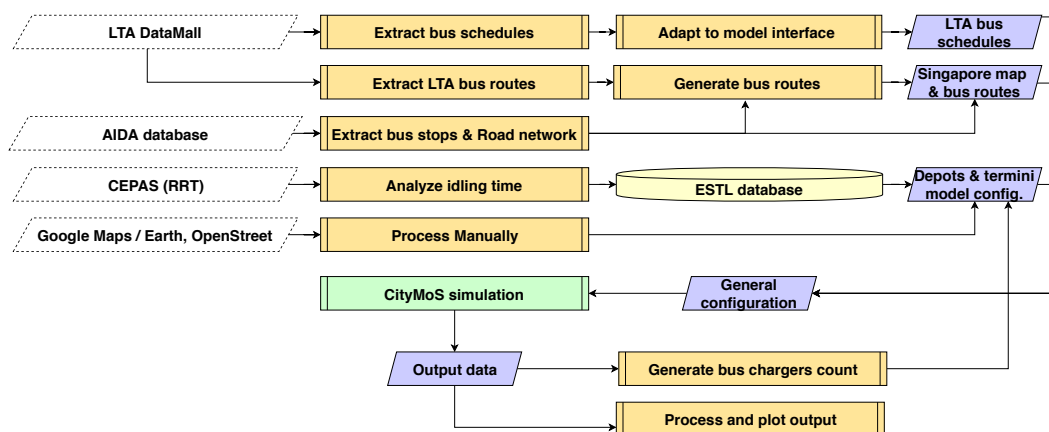 LTA DataMall
Extract bus schedules
Adapt to model interface
LTA bus
schedules
Extract LTA bus routes
Generate bus routes
Singapore map
& bus routes
AIDA database
Extract bus stops & Road network
CEPAS (RRT)
Analyze idling time
ESTL database
Depots & termini
model config.
Google Maps / Earth, OpenStreet
Process Manually
CityMoS simulation
General
configuration
Output data
Generate bus chargers count
Process and plot output